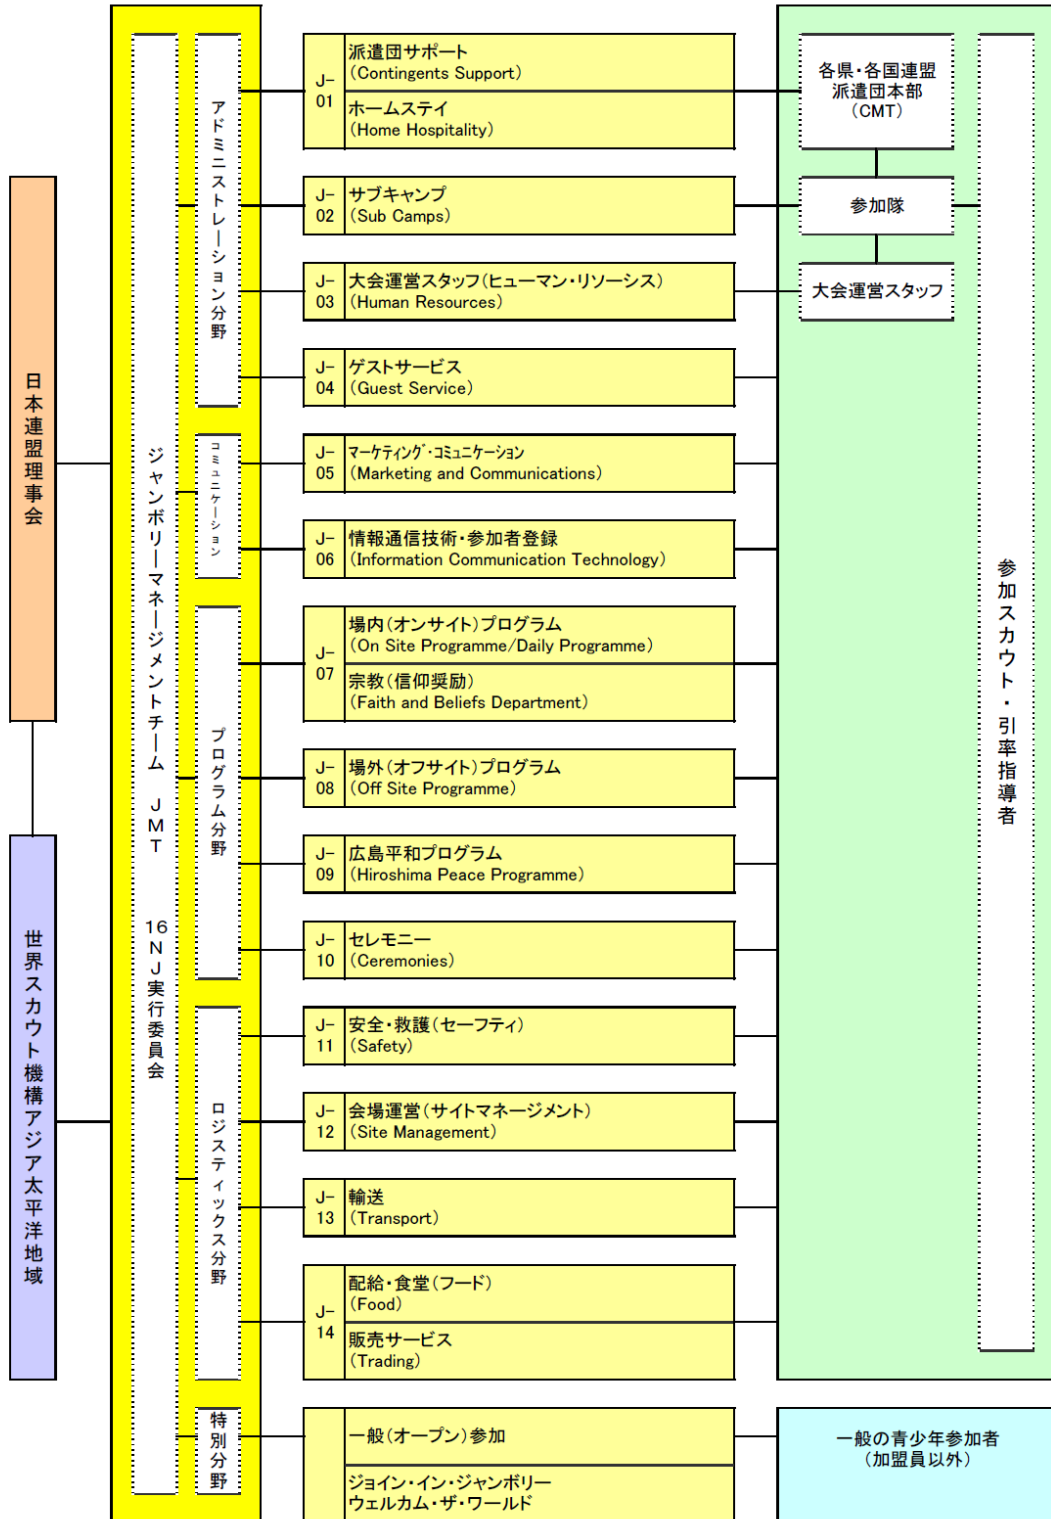 日本連盟理事会
世界スカウト機構アジア太平洋地域
ジャンボリーマネージメントチーム JMT 16NJ実行委員会
アドミニストレーション分野
J-01
派遣団サポート
(Contingents Support)
ホームステイ
(Home Hospitality)
J-02
サブキャンプ
(Sub Camps)
J-03
大会運営スタッフ(ヒューマン・リソーシス)
(Human Resources)
J-04
ゲストサービス
(Guest Service)
コミュニケーション
J-05
マーケティング・コミュニケーション
(Marketing and Communications)
J-06
情報通信技術・参加者登録
(Information Communication Technology)
プログラム分野
J-07
場内(オンサイト)プログラム
(On Site Programme/Daily Programme)
宗教(信仰奨励)
(Faith and Beliefs Department)
J-08
場外(オフサイト)プログラム
(Off Site Programme)
J-09
広島平和プログラム
(Hiroshima Peace Programme)
J-10
セレモニー
(Ceremonies)
ロジスティックス分野
J-11
安全・救護(セーフティ)
(Safety)
J-12
会場運営(サイトマネージメント)
(Site Management)
J-13
輸送
(Transport)
J-14
配給・食堂(フード)
(Food)
販売サービス
(Trading)
特別分野
一般(オープン)参加
ジョイン・イン・ジャンボリー
ウェルカム・ザ・ワールド
各県・各国連盟
派遣団本部
(CMT)
参加隊
大会運営スタッフ
参加スカウト・引率指導者
一般の青少年参加者
(加盟員以外)